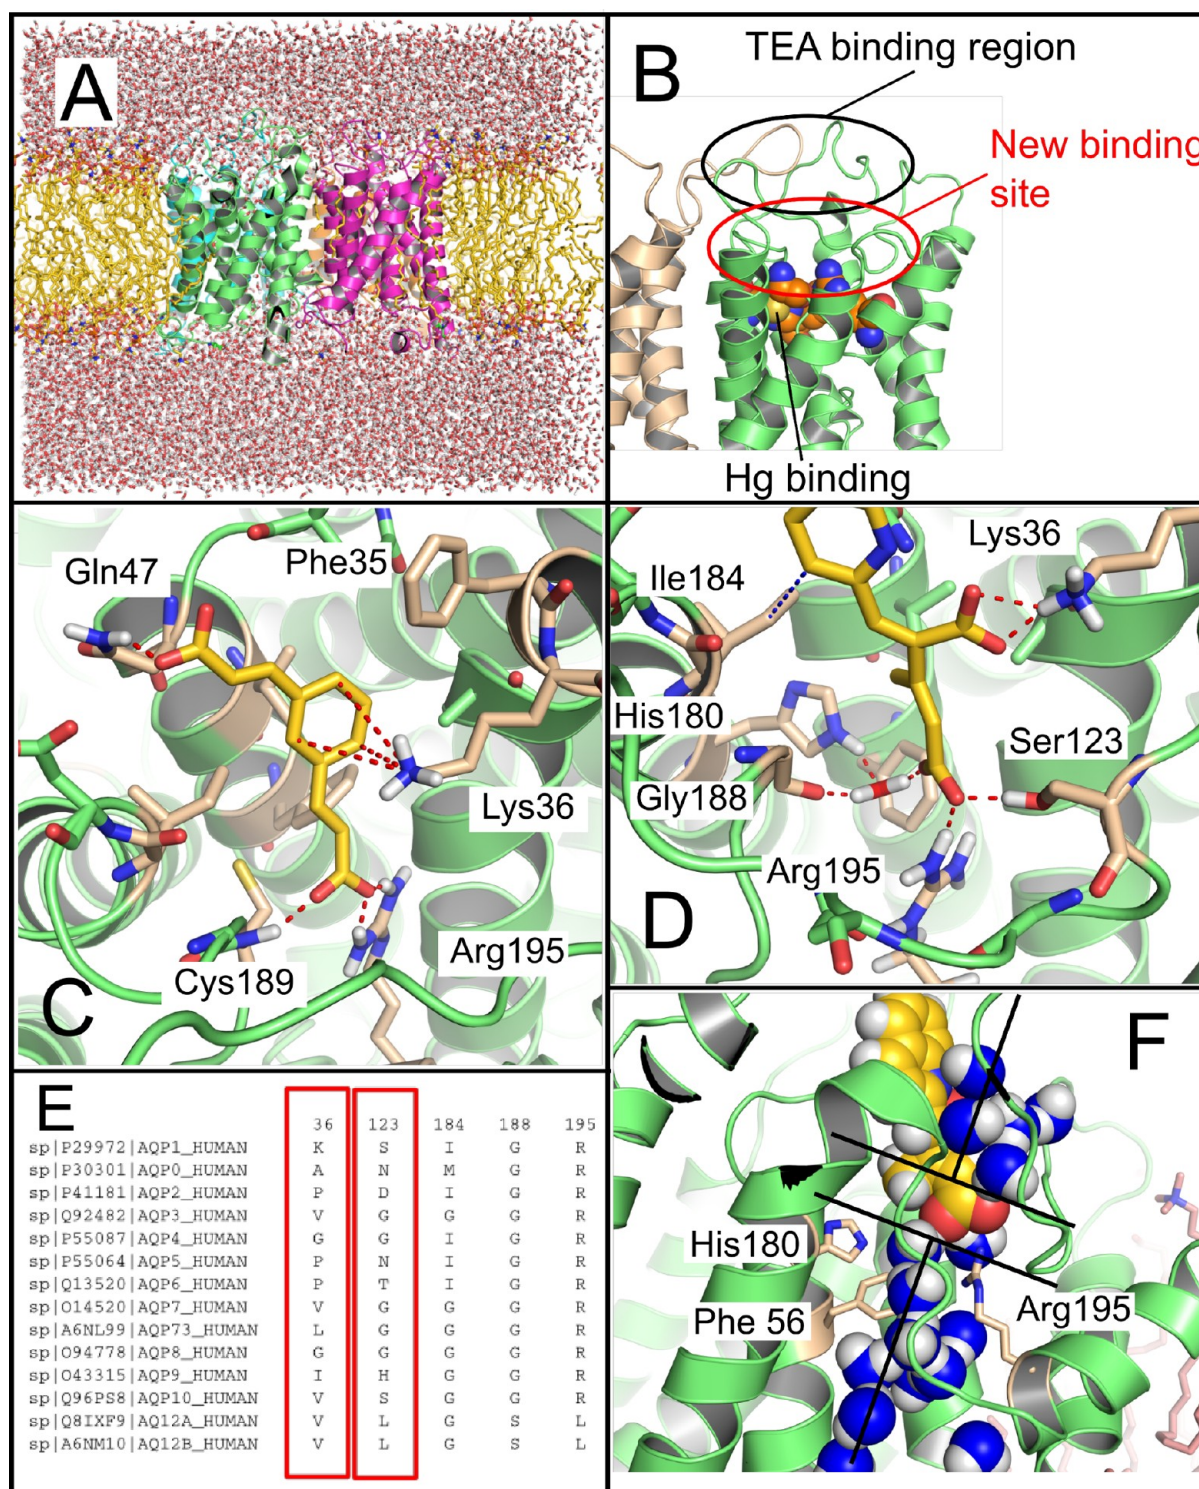 A
B
TEA binding region
New binding
site
Hg binding
C
Gln47
Phe35
Lys36
Cys189
Arg195
D
Lys36
Ile184
His180
Ser123
Gly188
Arg195
E
36 123 184 188 195
sp|P29972|AQP1_HUMAN K S I G R
sp|P30301|AQP0_HUMAN A N M G R
sp|P41181|AQP2_HUMAN P D I G R
sp|Q92482|AQP3_HUMAN V G G G R
sp|P55087|AQP4_HUMAN G G I G R
sp|P55064|AQP5_HUMAN P N I G R
sp|Q13520|AQP6_HUMAN P T I G R
sp|O14520|AQP7_HUMAN V G G G R
sp|A6NL99|AQP73_HUMAN L G G G R
sp|O94778|AQP8_HUMAN G G G G R
sp|O43315|AQP9_HUMAN I H G G R
sp|Q96PS8|AQP10_HUMAN V S G G R
sp|Q8IXF9|AQ12A_HUMAN V L G S L
sp|A6NM10|AQ12B_HUMAN V L G S L
F
His180
Phe 56
Arg195